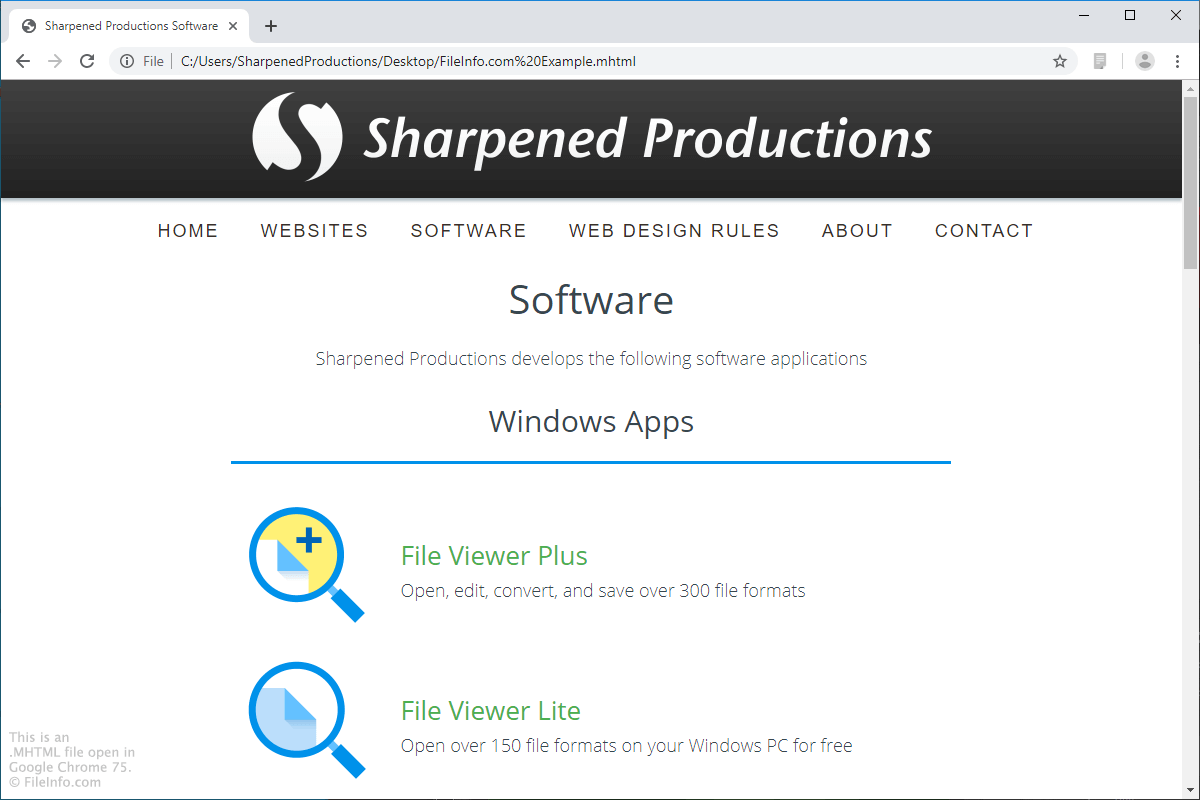 Sharpened Productions Software
File
C:/Users/SharpenedProductions/Desktop/FileInfo.com%20Example.mhtml
Sharpened Productions
HOME WEBSITES SOFTWARE WEB DESIGN RULES ABOUT CONTACT
Software
Sharpened Productions develops the following software applications
Windows Apps
File Viewer Plus
Open, edit, convert, and save over 300 file formats
File Viewer Lite
Open over 150 file formats on your Windows PC for free
This is an
.MHTML file open in
Google Chrome 75.
© FileInfo.com